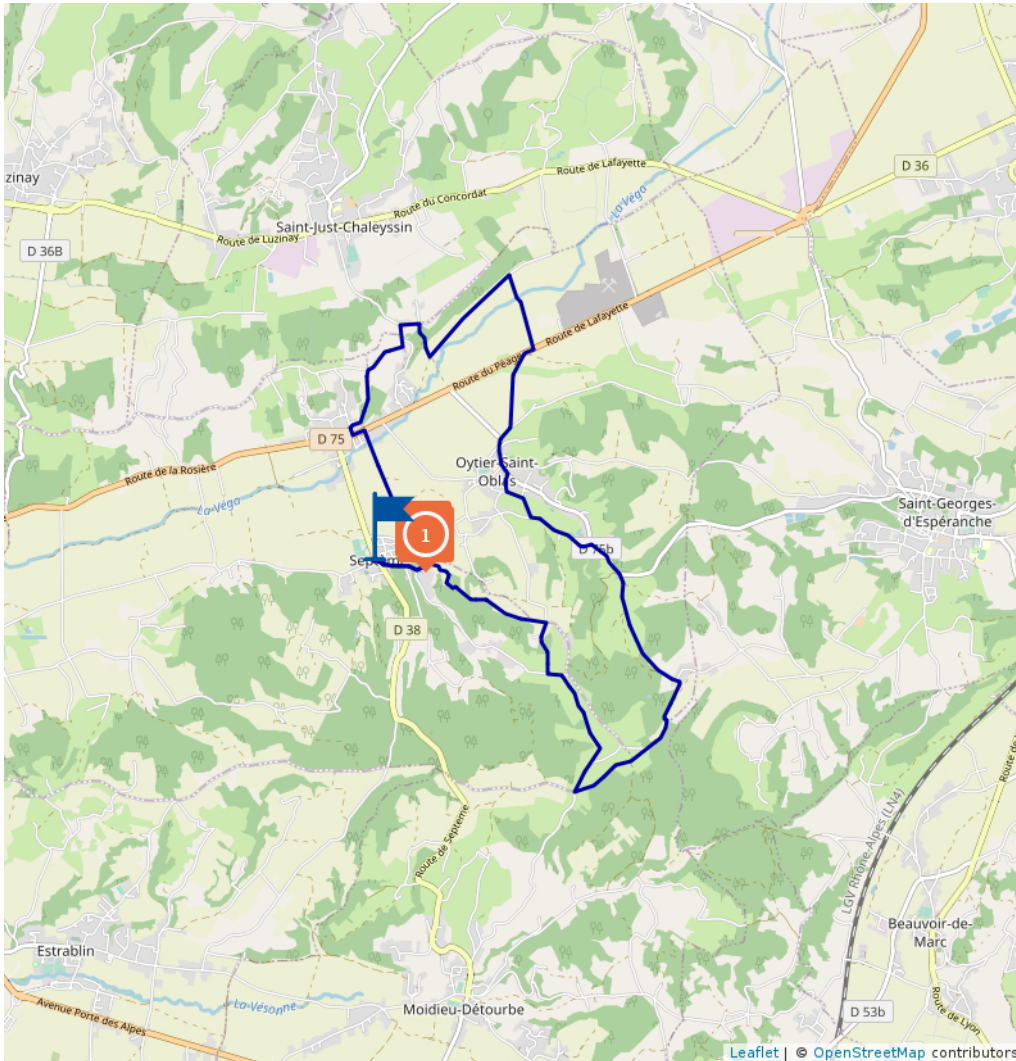 D 36
Route de Lafayette
zinay
La Véga
Route du Concordat
Saint-Just-Chaleyssin
Route de Luzinay
D 36B
Route de Lafayette
Route du Péage
D 75
Oytier-Saint-
Oblas
Route de la Rosière
La Véga
Saint-Georges-
d'Espéranche
1
D 75b
D 38
Route de Septème
LGV Rhône-Alpes (LN4)
Beauvoir-de-
Marc
Estrablin
La Vésonne
Moidieu-Détourbe
Avenue Porte des Alpes
D 53b
Route de Lyon
Leaflet | © OpenStreetMap contributors